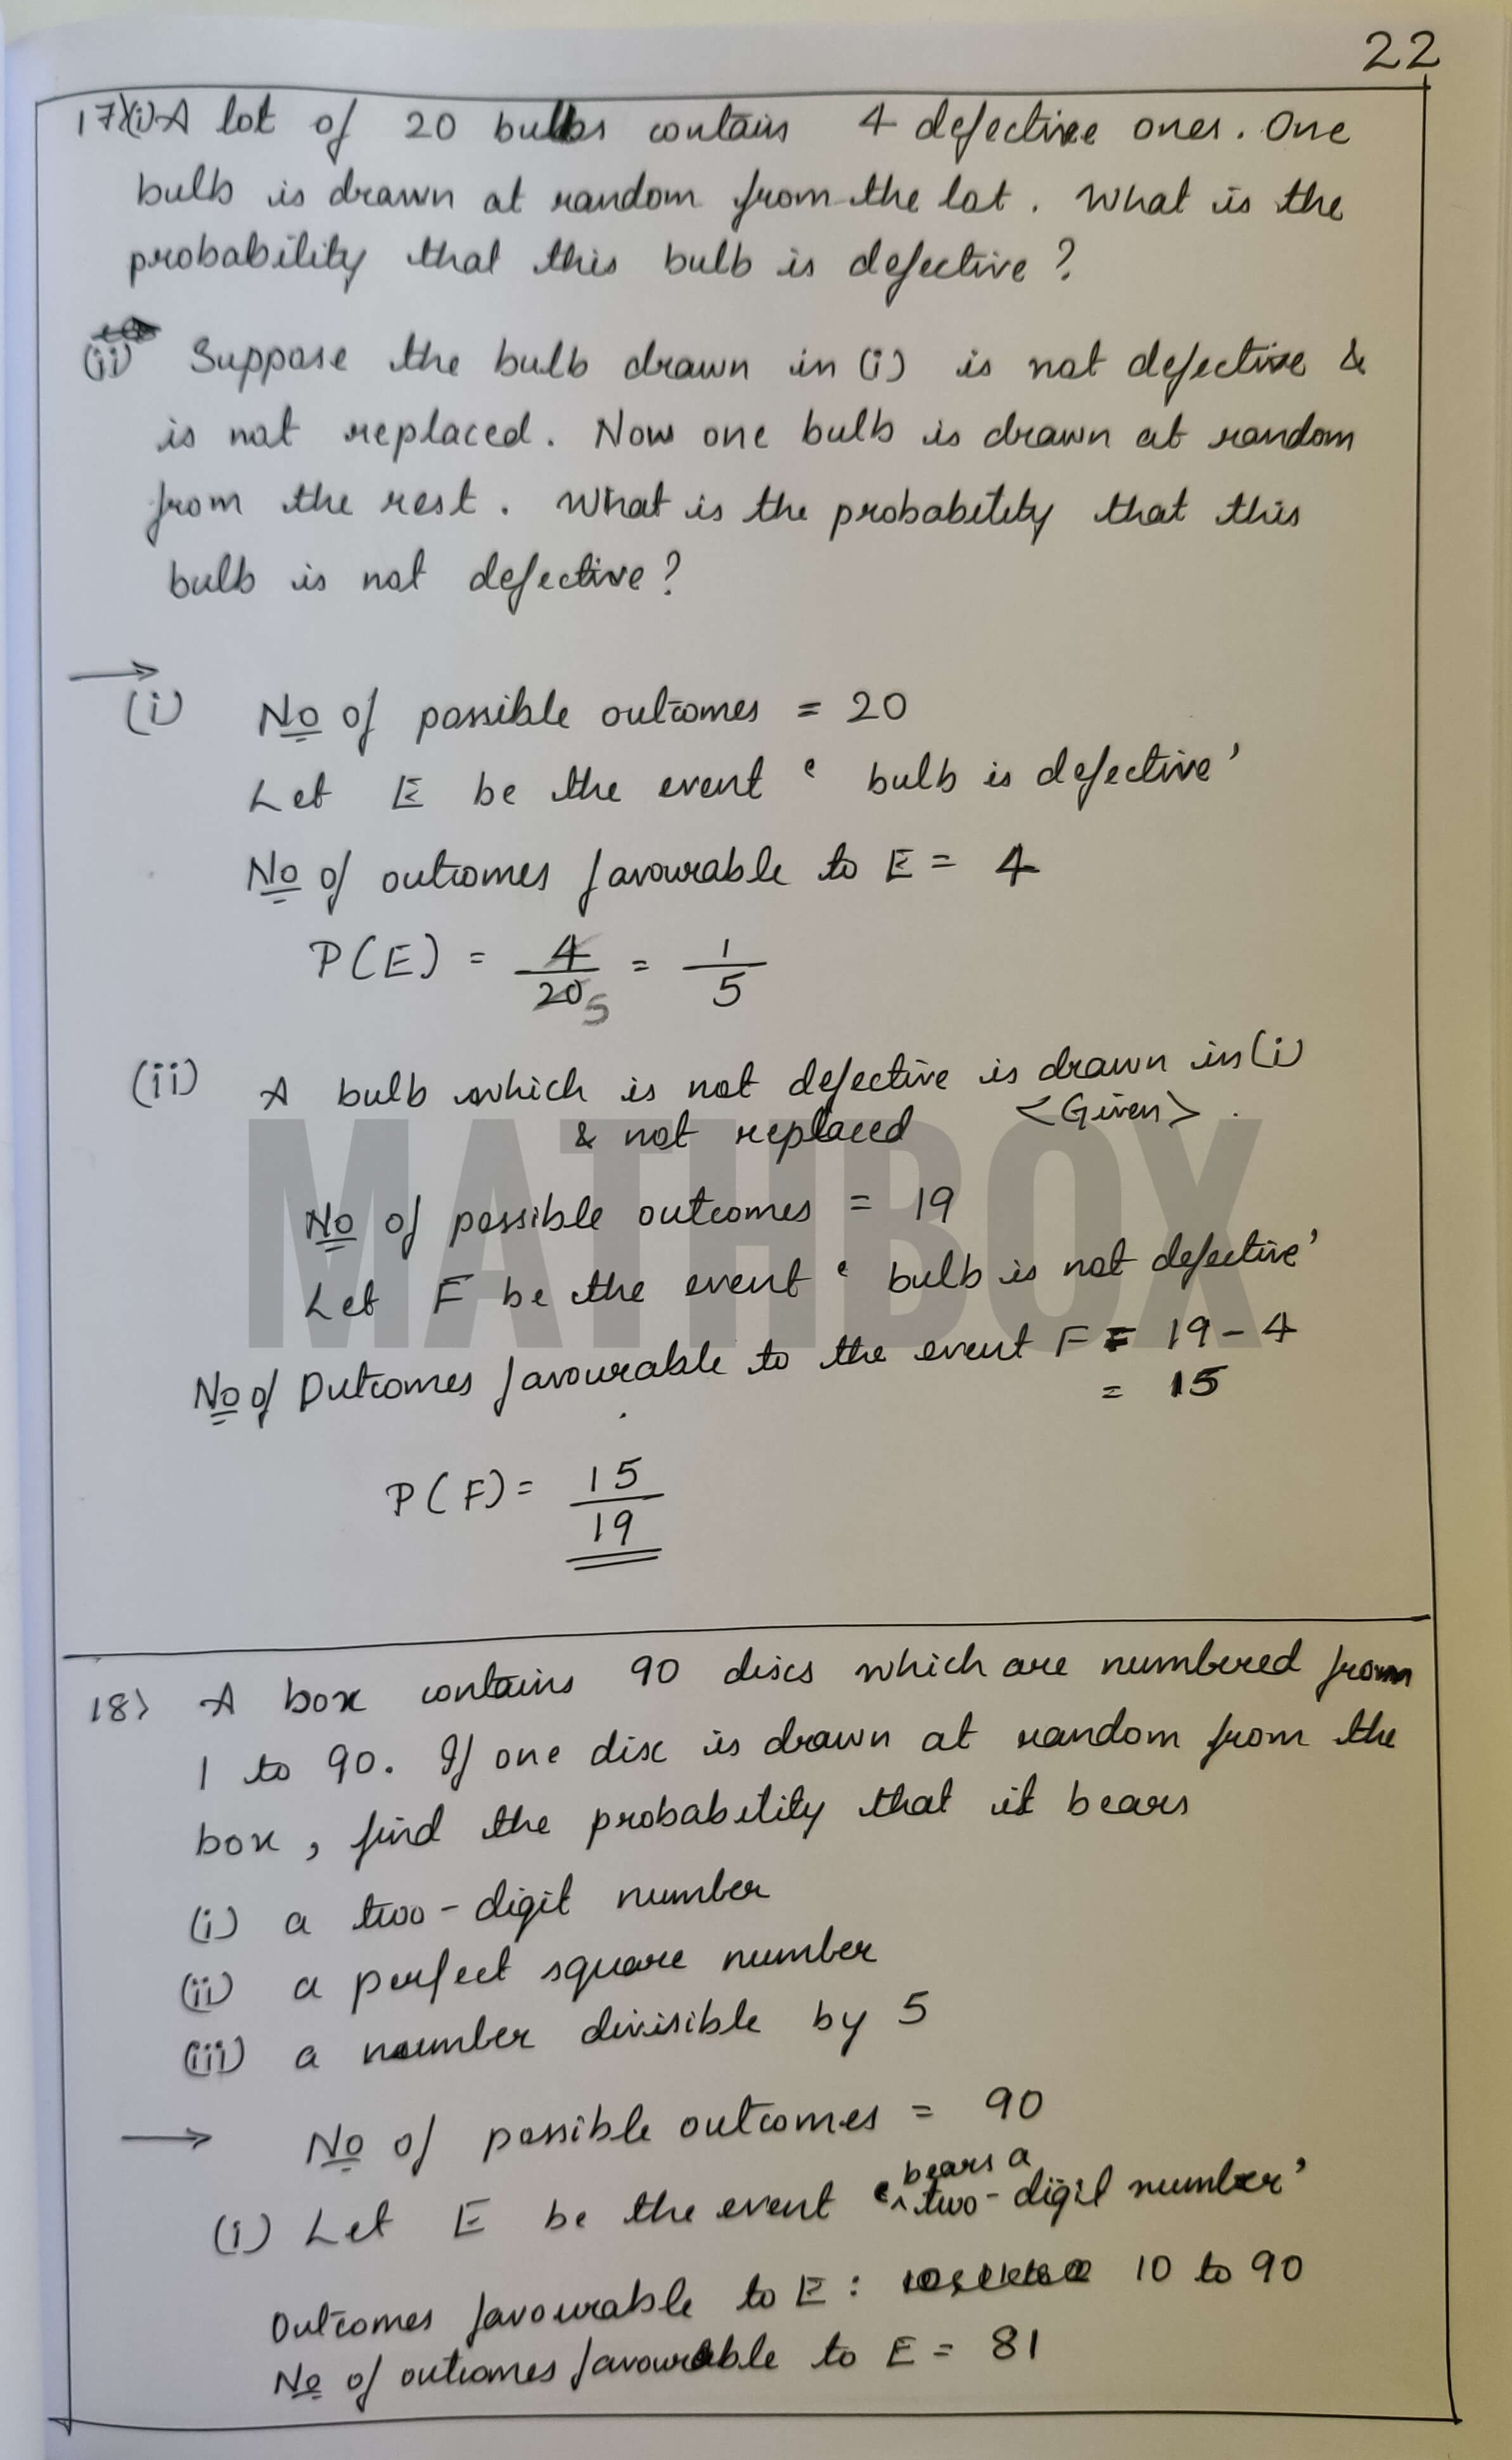 22
17)(i) A lot of 20 bulbs contain 4 defective ones. One
bulb is drawn at random from the lot. What is the
probability that this bulb is defective?
(ii) Suppose the bulb drawn in (i) is not defective &
is not replaced. Now one bulb is drawn at random
from the rest. What is the probability that this
bulb is not defective?
→
(i) No of possible outcomes = 20
Let E be the event ' bulb is defective'
No of outcomes favourable to E = 4
P(E) = 4/20 5 = 1/5
(ii) A bulb which is not defective is drawn in (i)
& not replaced <Given>.
No of possible outcomes = 19
Let F be the event ' bulb is not defective'
No of Outcomes favourable to the event F = 19 - 4
= 15
P(F) = 15/19
MATHBOX
18) A box contains 90 discs which are numbered from
1 to 90. If one disc is drawn at random from the
box, find the probability that it bears
(i) a two-digit number
(ii) a perfect square number
(iii) a number divisible by 5
→ No of possible outcomes = 90
(i) Let E be the event ' bears a two-digit number'
Outcomes favourable to E : 10 to 90
No of outcomes favourable to E = 81